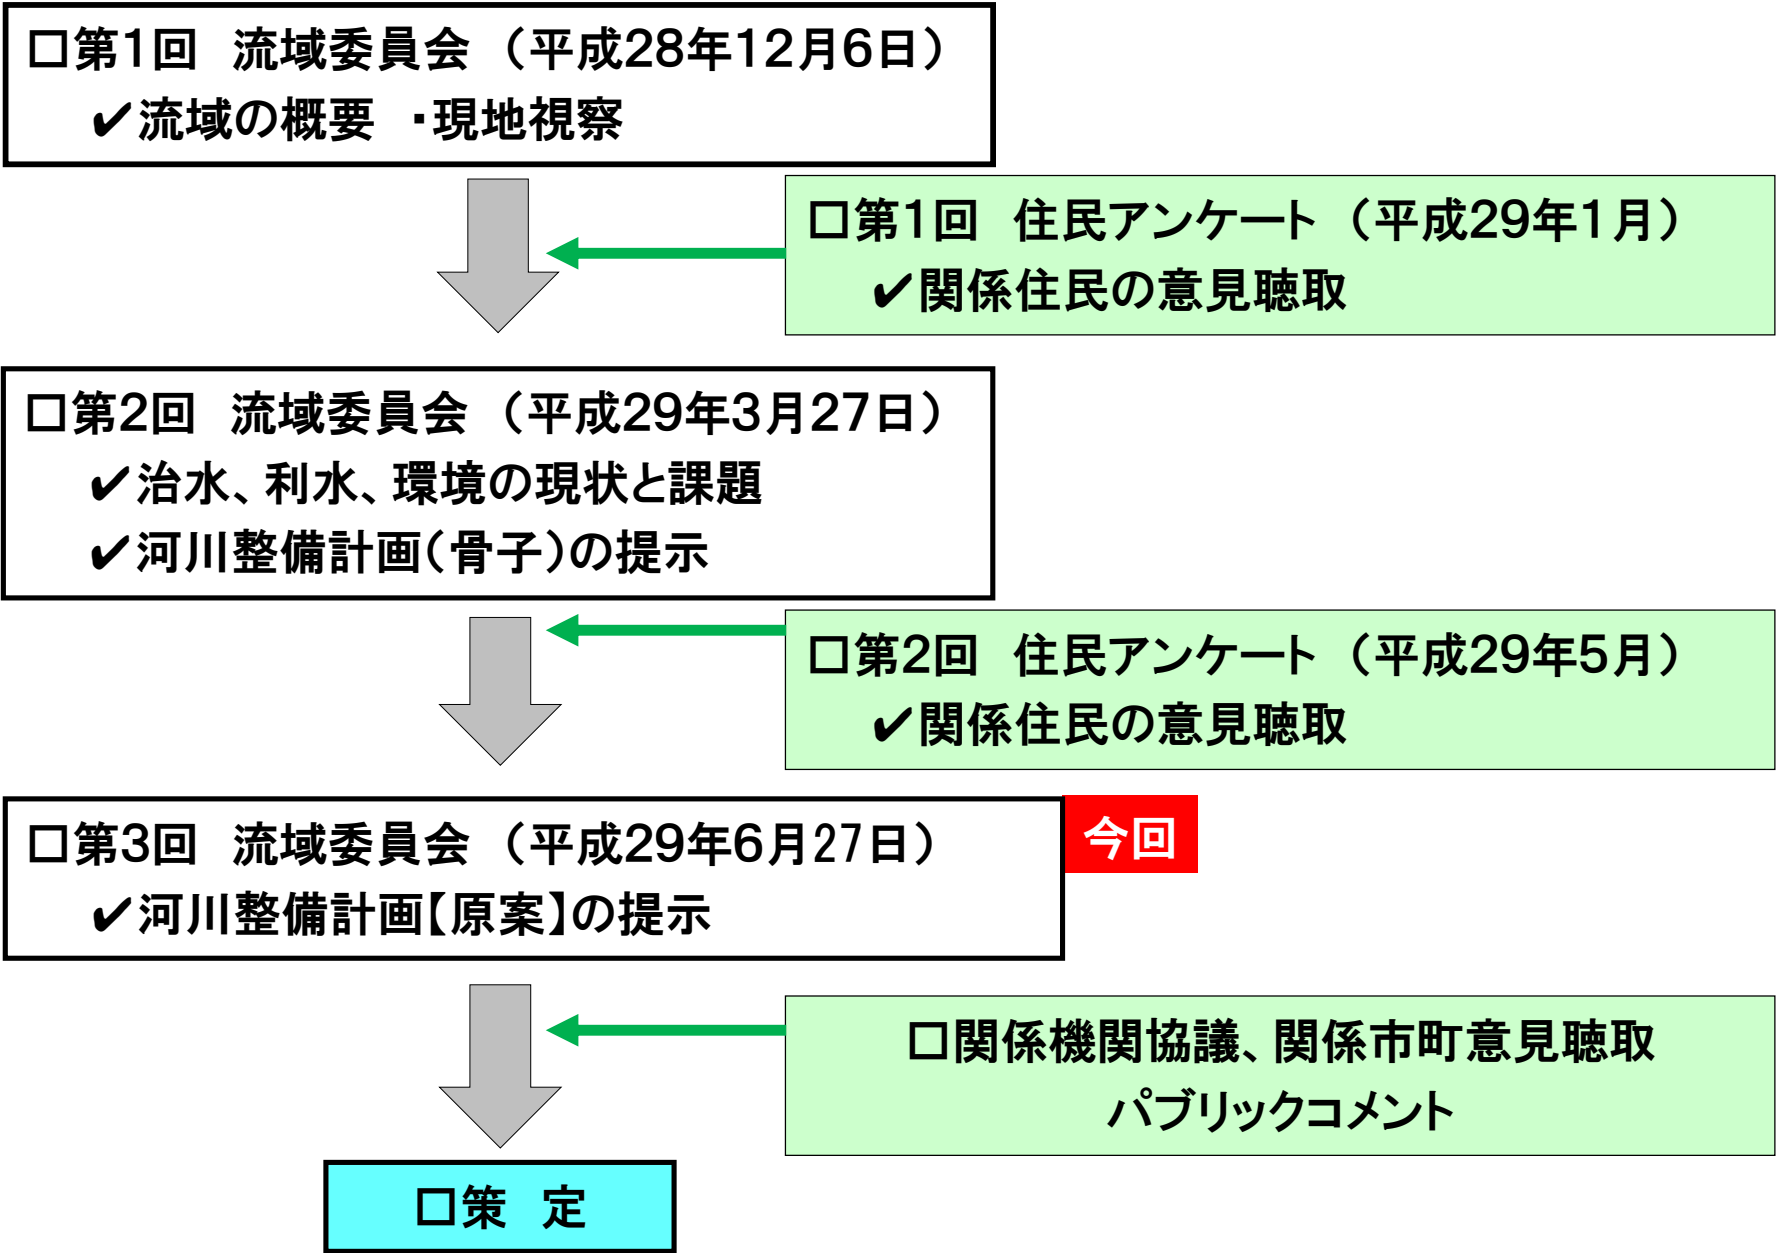 □第1回　流域委員会　（平成28年12月6日）
✔流域の概要　・現地視察
□第1回　住民アンケート　（平成29年1月）
✔関係住民の意見聴取
□第2回　流域委員会　（平成29年3月27日）
✔治水、利水、環境の現状と課題
✔河川整備計画（骨子）の提示
□第2回　住民アンケート　（平成29年5月）
✔関係住民の意見聴取
□第3回　流域委員会　（平成29年6月27日）
今回
✔河川整備計画【原案】の提示
□関係機関協議、関係市町意見聴取
パブリックコメント
□策　定